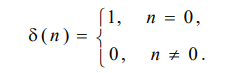 δ(n) = { 1, n = 0,
0, n ≠ 0.